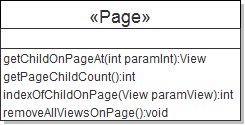 «Page»
getChildOnPageAt(int paramInt):View
getPageChildCount():int
indexOfChildOnPage(View paramView):int
removeAllViewsOnPage():void